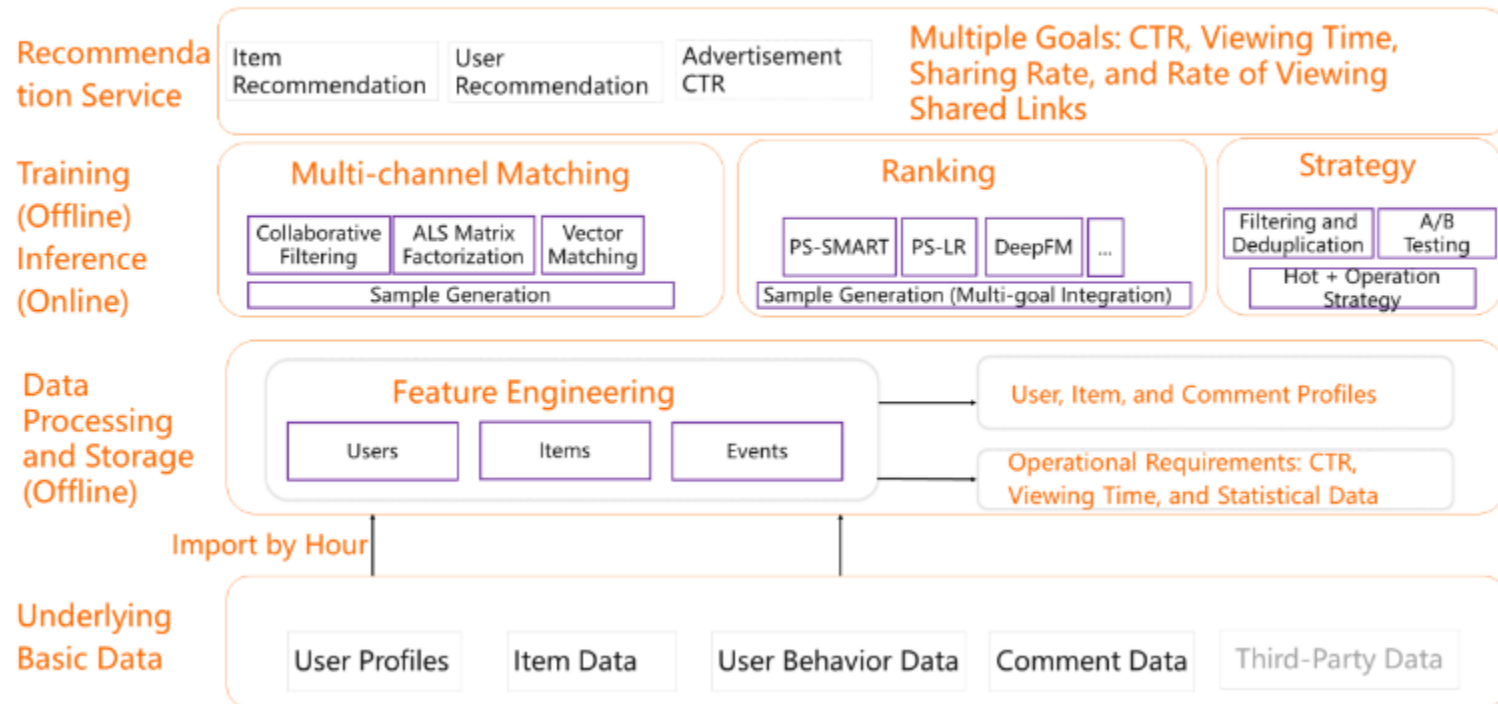 Recommenda
tion Service
Item
Recommendation
User
Recommendation
Advertisement
CTR
Multiple Goals: CTR, Viewing Time,
Sharing Rate, and Rate of Viewing
Shared Links
Training
(Offline)
Inference
(Online)
Multi-channel Matching
Collaborative
Filtering
ALS Matrix
Factorization
Vector
Matching
Sample Generation
Ranking
PS-SMART
PS-LR
DeepFM
...
Sample Generation (Multi-goal Integration)
Strategy
Filtering and
Deduplication
A/B
Testing
Hot + Operation
Strategy
Data
Processing
and Storage
(Offline)
Feature Engineering
Users
Items
Events
User, Item, and Comment Profiles
Operational Requirements: CTR,
Viewing Time, and Statistical Data
Import by Hour
Underlying
Basic Data
User Profiles
Item Data
User Behavior Data
Comment Data
Third-Party Data